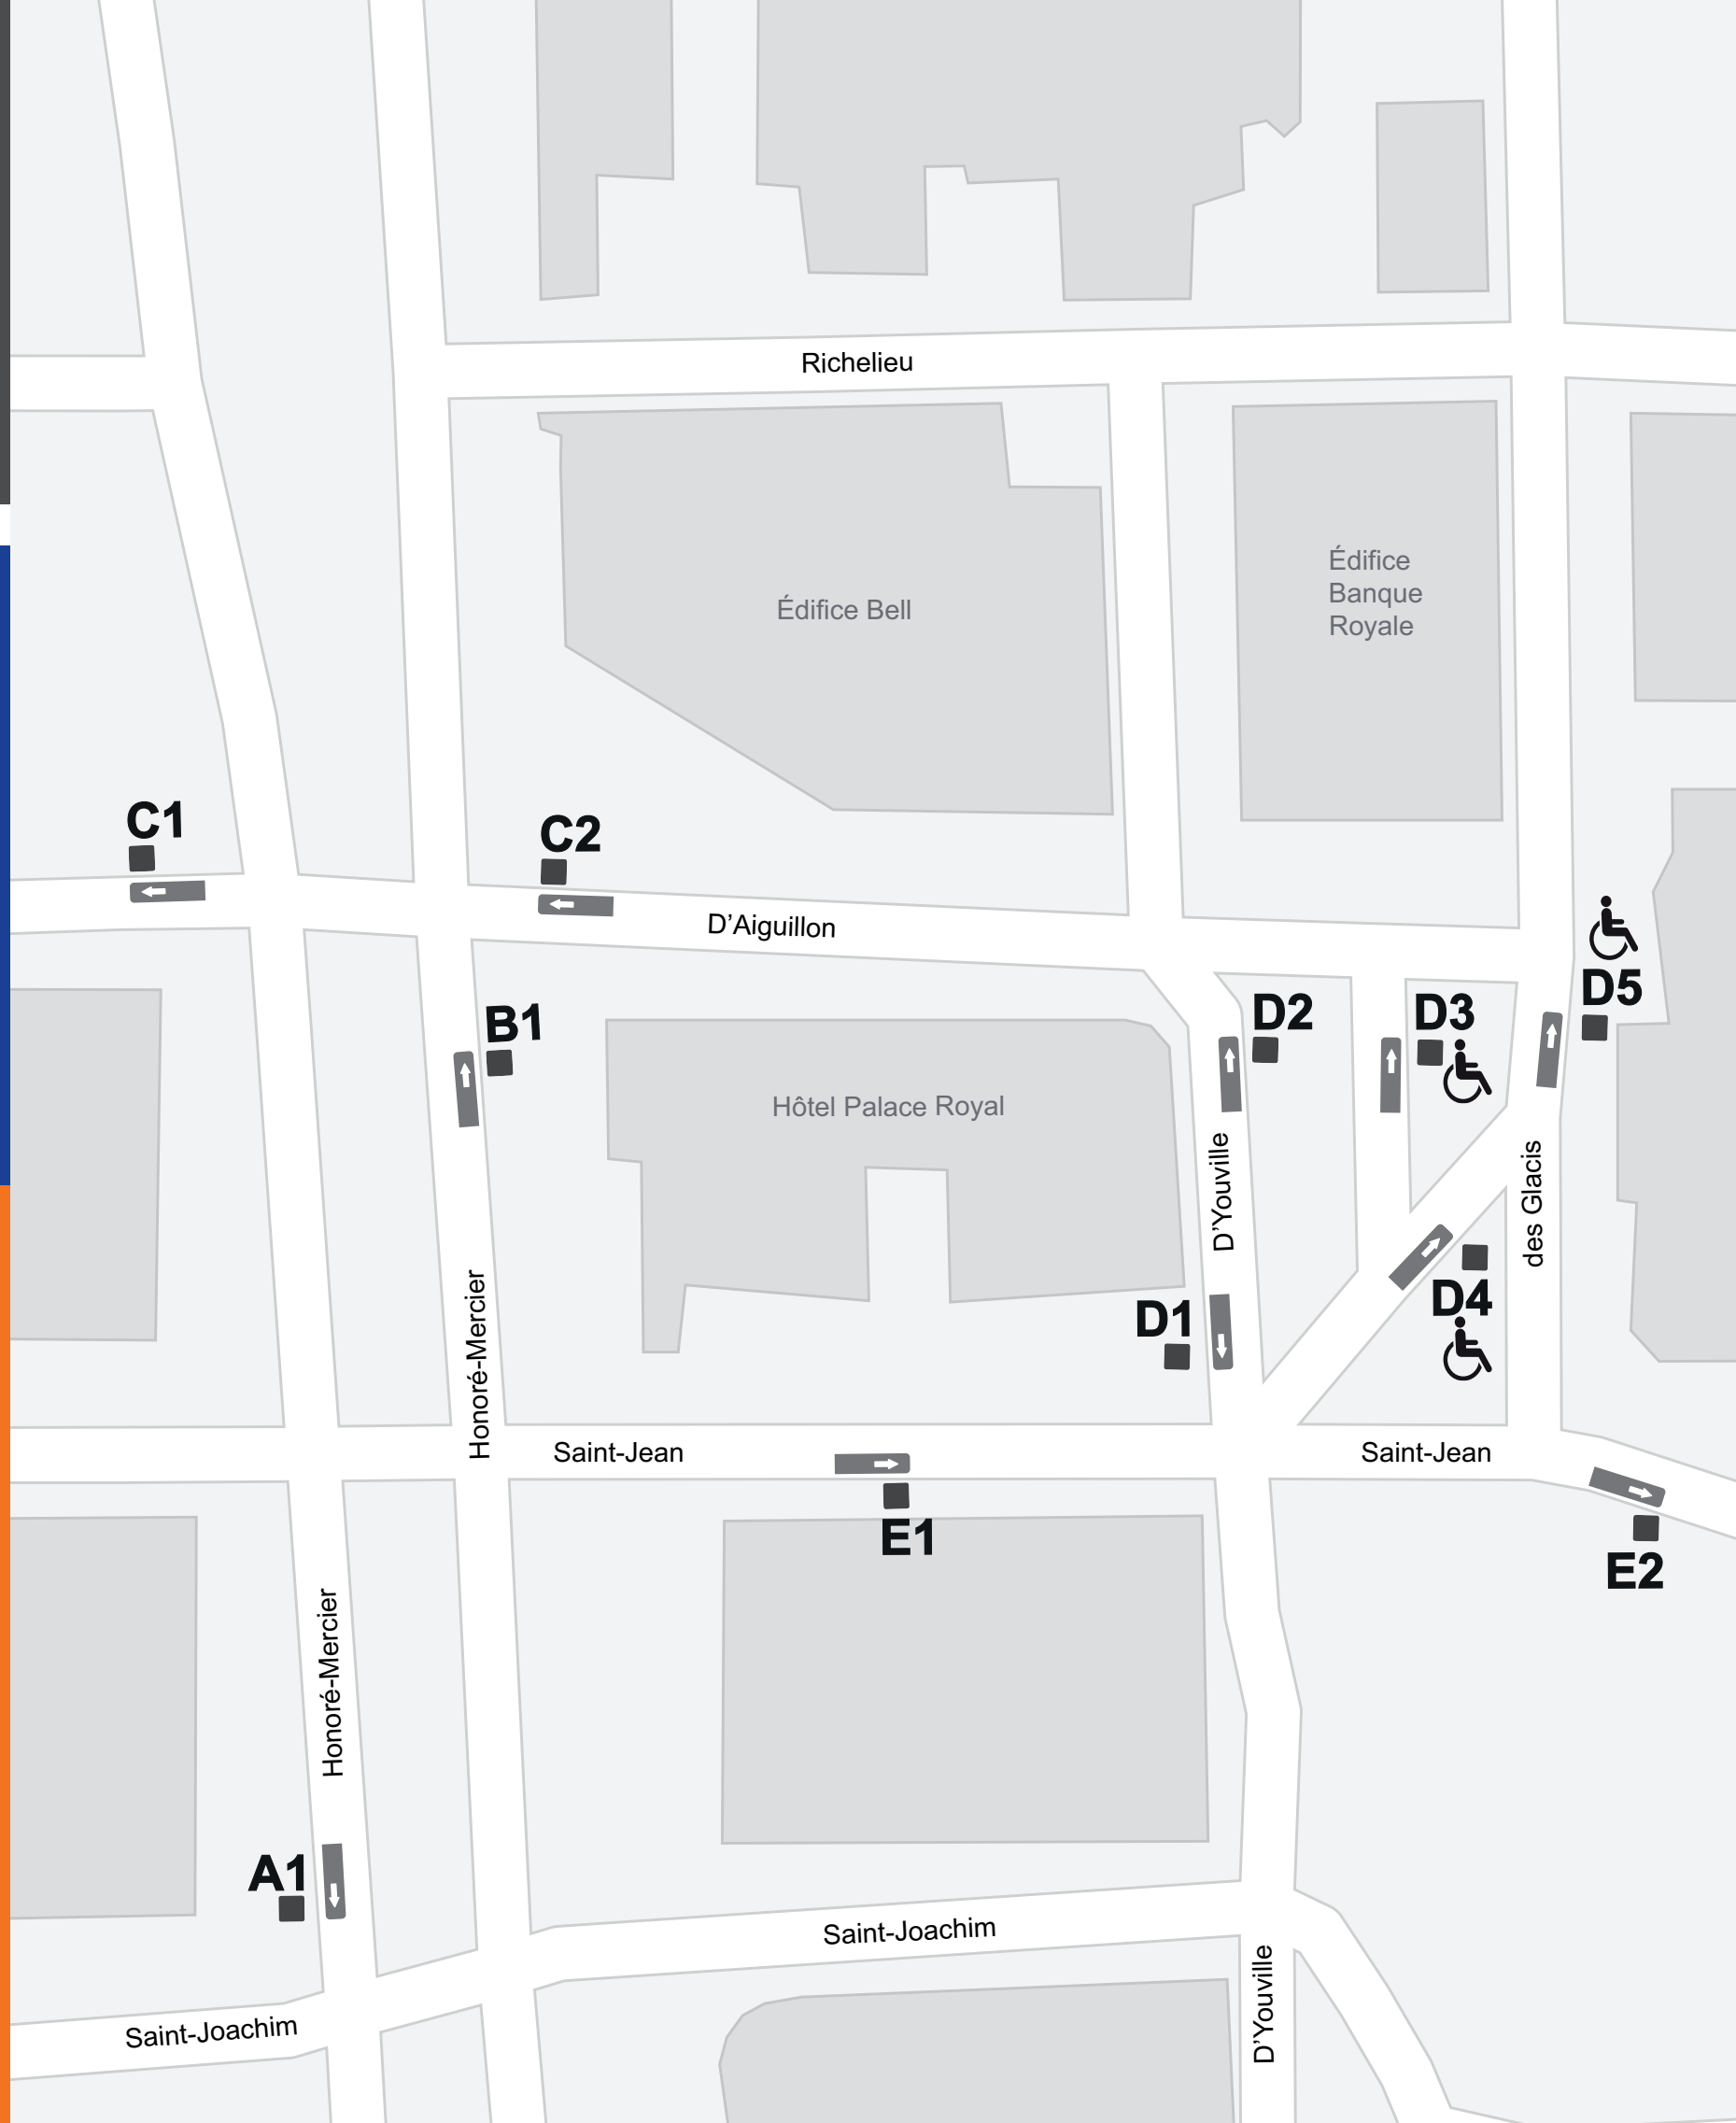 Richelieu
Édifice Bell
Édifice
Banque
Royale
C1
C2
D'Aiguillon
D5
B1
D2
D3
Hôtel Palace Royal
D'Youville
des Glacis
D4
D1
Honoré-Mercier
Saint-Jean
Saint-Jean
E1
E2
Honoré-Mercier
A1
Saint-Joachim
D'Youville
Saint-Joachim